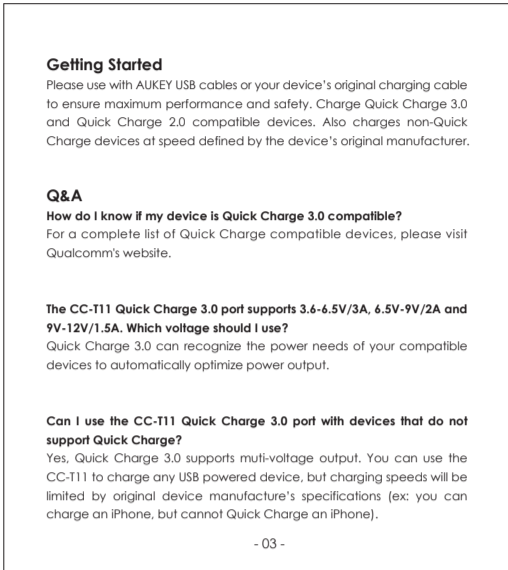 Getting Started
Please use with AUKEY USB cables or your device's original charging cable
to ensure maximum performance and safety. Charge Quick Charge 3.0
and Quick Charge 2.0 compatible devices. Also charges non-Quick
Charge devices at speed defined by the device's original manufacturer.
Q&A
How do I know if my device is Quick Charge 3.0 compatible?
For a complete list of Quick Charge compatible devices, please visit
Qualcomm's website.
The CC-T11 Quick Charge 3.0 port supports 3.6-6.5V/3A, 6.5V-9V/2A and
9V-12V/1.5A. Which voltage should I use?
Quick Charge 3.0 can recognize the power needs of your compatible
devices to automatically optimize power output.
Can I use the CC-T11 Quick Charge 3.0 port with devices that do not
support Quick Charge?
Yes, Quick Charge 3.0 supports muti-voltage output. You can use the
CC-T11 to charge any USB powered device, but charging speeds will be
limited by original device manufacture's specifications (ex: you can
charge an iPhone, but cannot Quick Charge an iPhone).
- 03 -